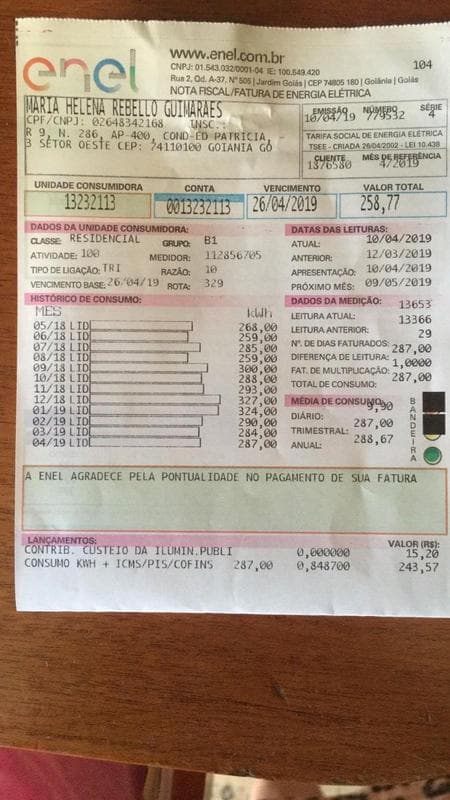 enel
www.enel.com.br
CNPJ: 01.543.032/0001-04 IE: 100.549.420
Rua 2, Qd. A-37, Nº 505 | Jardim Goiás | CEP 74805 180 | Goiânia | Goiás
NOTA FISCAL/FATURA DE ENERGIA ELÉTRICA
104
MARIA HELENA REBELLO GUIMARAES
CPF/CNPJ: 02648342168 INSC.:
R 9, N. 286, AP-400, COND-ED PATRICIA,
3 SETOR OESTE CEP: 74110100 GOIANIA GO
EMISSÃO NÚMERO SÉRIE
10/04/19 779532 4
TARIFA SOCIAL DE ENERGIA ELÉTRICA
TSEE - CRIADA 26/04/2002 - LEI 10.438
CLIENTE MÊS DE REFERÊNCIA
1876580 4/2019
UNIDADE CONSUMIDORA CONTA VENCIMENTO VALOR TOTAL
13232113 0013232113 26/04/2019 258,77
DADOS DA UNIDADE CONSUMIDORA:
CLASSE: RESIDENCIAL GRUPO: B1
ATIVIDADE: 100 MEDIDOR: 112856705
TIPO DE LIGAÇÃO: TRI RAZÃO: 10
VENCIMENTO BASE: 26/04/19 ROTA: 329
DATAS DAS LEITURAS:
ATUAL: 10/04/2019
ANTERIOR: 12/03/2019
APRESENTAÇÃO: 10/04/2019
PRÓXIMO MÊS: 09/05/2019
HISTÓRICO DE CONSUMO:
MES kWh
05/18 LID 268,00
06/18 LID 259,00
07/18 LID 285,00
08/18 LID 259,00
09/18 LID 300,00
10/18 LID 288,00
11/18 LID 293,00
12/18 LID 327,00
01/19 LID 324,00
02/19 LID 290,00
03/19 LID 284,00
04/19 LID 287,00
DADOS DA MEDIÇÃO: 13653
LEITURA ATUAL: 13366
LEITURA ANTERIOR: 29
Nº. DE DIAS FATURADOS: 287,00
DIFERENÇA DE LEITURA: 1,0000
FAT. DE MULTIPLICAÇÃO: 287,00
TOTAL DE CONSUMO:
MÉDIA DE CONSUMO: 9,90
DIÁRIO: 287,00
TRIMESTRAL: 288,67
ANUAL:
BANDEIRA
A ENEL AGRADECE PELA PONTUALIDADE NO PAGAMENTO DE SUA FATURA
LANÇAMENTOS: VALOR (R$):
CONTRIB. CUSTEIO DA ILUMIN.PUBLI 0,000000 15,20
CONSUMO KWH + ICMS/PIS/COFINS 287,00 0,848700 243,57